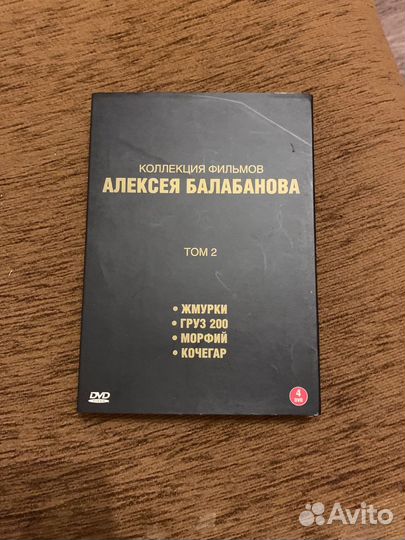 КОЛЛЕКЦИЯ ФИЛЬМОВ
АЛЕКСЕЯ БАЛАБАНОВА
ТОМ 2
• ЖМУРКИ
• ГРУЗ 200
• МОРФИЙ
• КОЧЕГАР
DVD
4
DVD
Avito